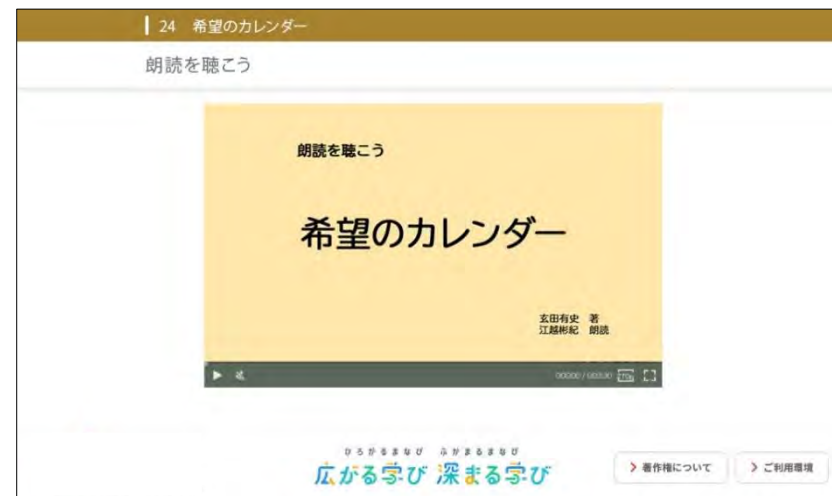 24 希望のカレンダー
朗読を聴こう
朗読を聴こう
希望のカレンダー
玄田有史 著
江越彬紀 朗読
ひろがるまなび ふかまるまなび
広がる学び 深まる学び
著作権について
ご利用環境